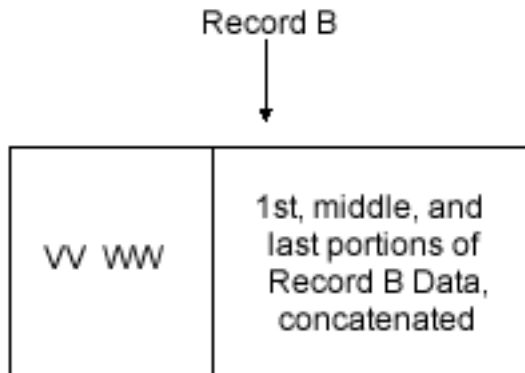 Record B
VV WW
1st, middle, and
last portions of
Record B Data,
concatenated